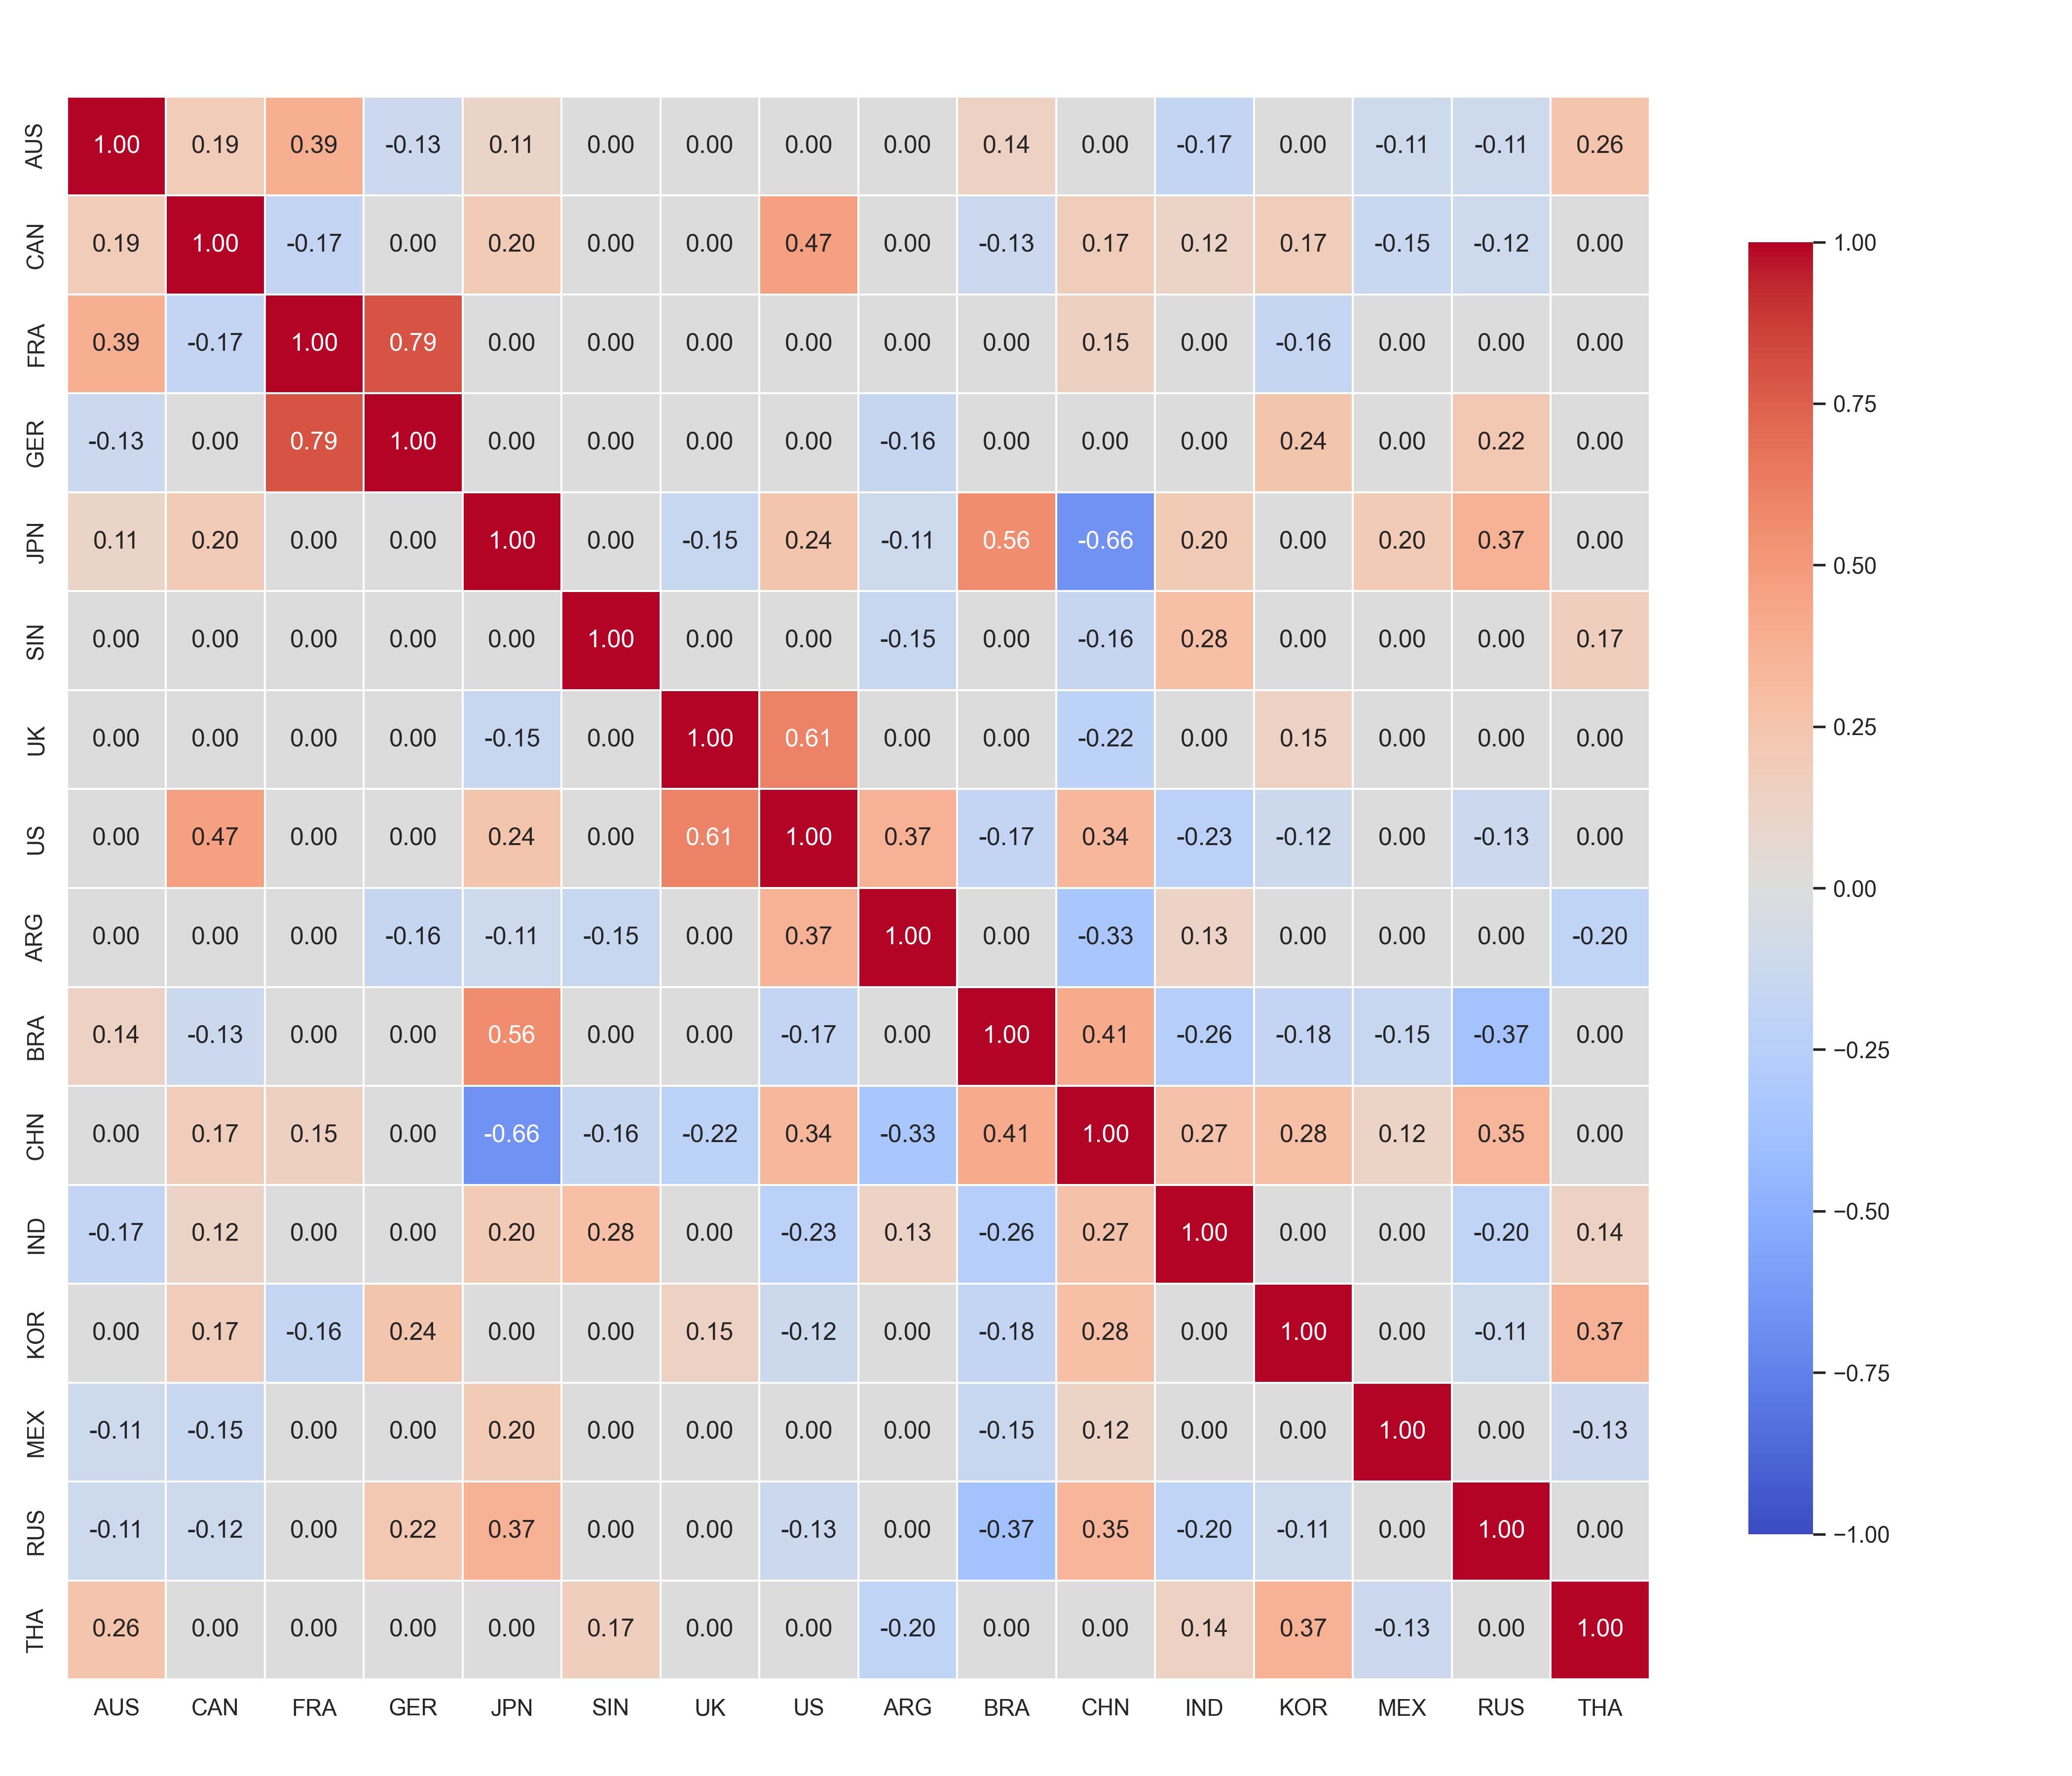 AUS 1.00 0.19 0.39 -0.13 0.11 0.00 0.00 0.00 0.00 0.14 0.00 -0.17 0.00 -0.11 -0.11 0.26
CAN 0.19 1.00 -0.17 0.00 0.20 0.00 0.00 0.47 0.00 -0.13 0.17 0.12 0.17 -0.15 -0.12 0.00
FRA 0.39 -0.17 1.00 0.79 0.00 0.00 0.00 0.00 0.00 0.00 0.15 0.00 -0.16 0.00 0.00 0.00
GER -0.13 0.00 0.79 1.00 0.00 0.00 0.00 0.00 -0.16 0.00 0.00 0.00 0.24 0.00 0.22 0.00
JPN 0.11 0.20 0.00 0.00 1.00 0.00 -0.15 0.24 -0.11 0.56 -0.66 0.20 0.00 0.20 0.37 0.00
SIN 0.00 0.00 0.00 0.00 0.00 1.00 0.00 0.00 -0.15 0.00 -0.16 0.28 0.00 0.00 0.00 0.17
UK 0.00 0.00 0.00 0.00 -0.15 0.00 1.00 0.61 0.00 0.00 -0.22 0.00 0.15 0.00 0.00 0.00
US 0.00 0.47 0.00 0.00 0.24 0.00 0.61 1.00 0.37 -0.17 0.34 -0.23 -0.12 0.00 -0.13 0.00
ARG 0.00 0.00 0.00 -0.16 -0.11 -0.15 0.00 0.37 1.00 0.00 -0.33 0.13 0.00 0.00 0.00 -0.20
BRA 0.14 -0.13 0.00 0.00 0.56 0.00 0.00 -0.17 0.00 1.00 0.41 -0.26 -0.18 -0.15 -0.37 0.00
CHN 0.00 0.17 0.15 0.00 -0.66 -0.16 -0.22 0.34 -0.33 0.41 1.00 0.27 0.28 0.12 0.35 0.00
IND -0.17 0.12 0.00 0.00 0.20 0.28 0.00 -0.23 0.13 -0.26 0.27 1.00 0.00 0.00 -0.20 0.14
KOR 0.00 0.17 -0.16 0.24 0.00 0.00 0.15 -0.12 0.00 -0.18 0.28 0.00 1.00 0.00 -0.11 0.37
MEX -0.11 -0.15 0.00 0.00 0.20 0.00 0.00 0.00 0.00 -0.15 0.12 0.00 0.00 1.00 0.00 -0.13
RUS -0.11 -0.12 0.00 0.22 0.37 0.00 0.00 -0.13 0.00 -0.37 0.35 -0.20 -0.11 0.00 1.00 0.00
THA 0.26 0.00 0.00 0.00 0.00 0.17 0.00 0.00 -0.20 0.00 0.00 0.14 0.37 -0.13 0.00 1.00
AUS CAN FRA GER JPN SIN UK US ARG BRA CHN IND KOR MEX RUS THA
1.00
0.75
0.50
0.25
0.00
−0.25
−0.50
−0.75
−1.00